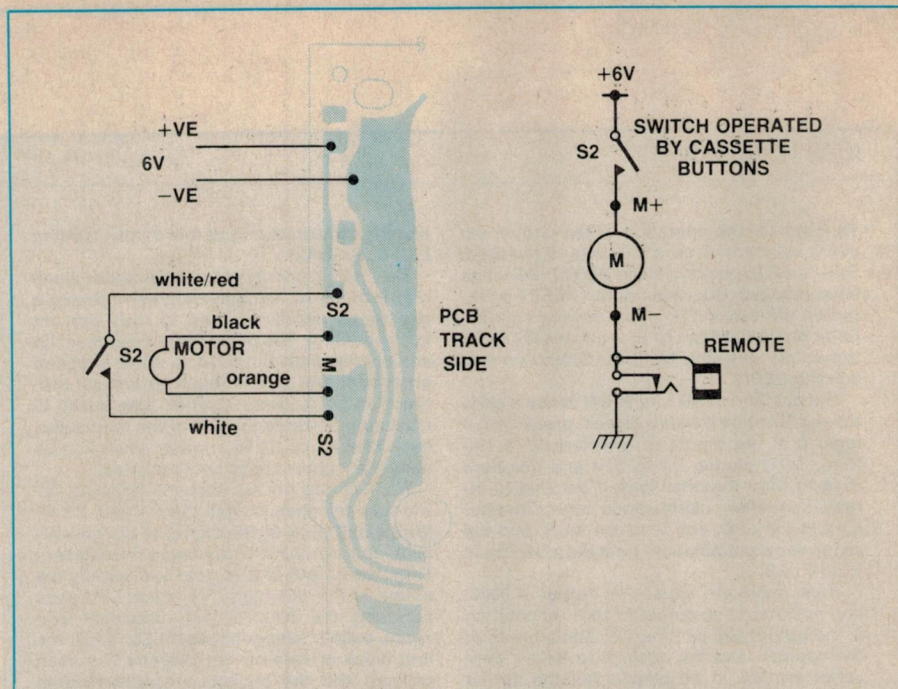 +VE
6V
−VE
white/red
S2
black
S2
MOTOR
M
orange
white
S2
PCB
TRACK
SIDE
+6V
S2
SWITCH OPERATED
BY CASSETTE
BUTTONS
M+
M
M−
REMOTE